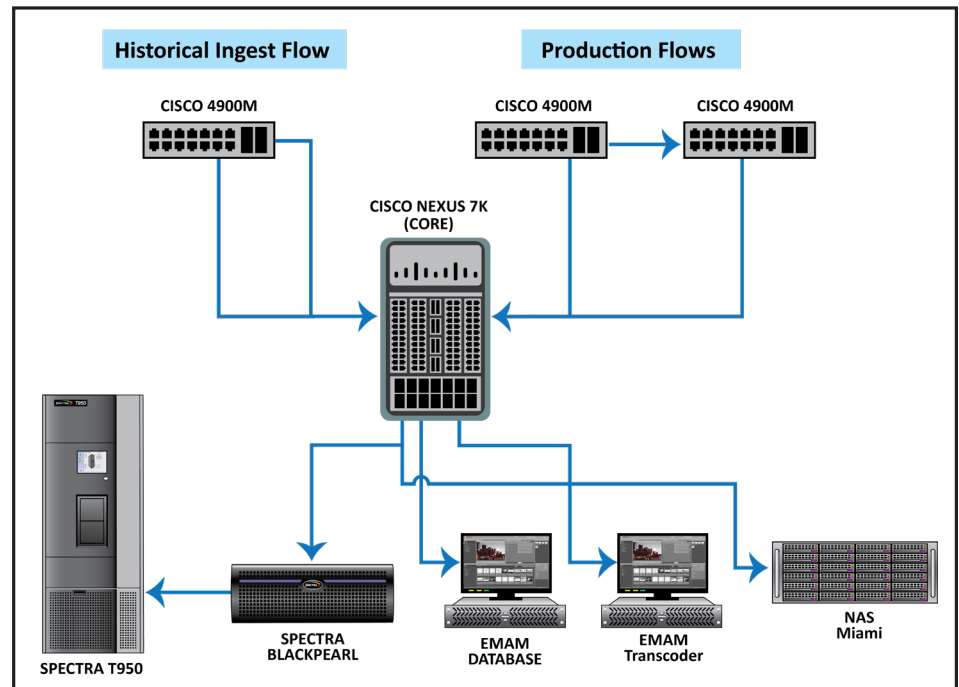 Historical Ingest Flow
Production Flows
CISCO 4900M
CISCO 4900M
CISCO 4900M
CISCO NEXUS 7K
(CORE)
SPECTRA T950
SPECTRA
BLACKPEARL
EMAM
DATABASE
EMAM
Transcoder
NAS
Miami